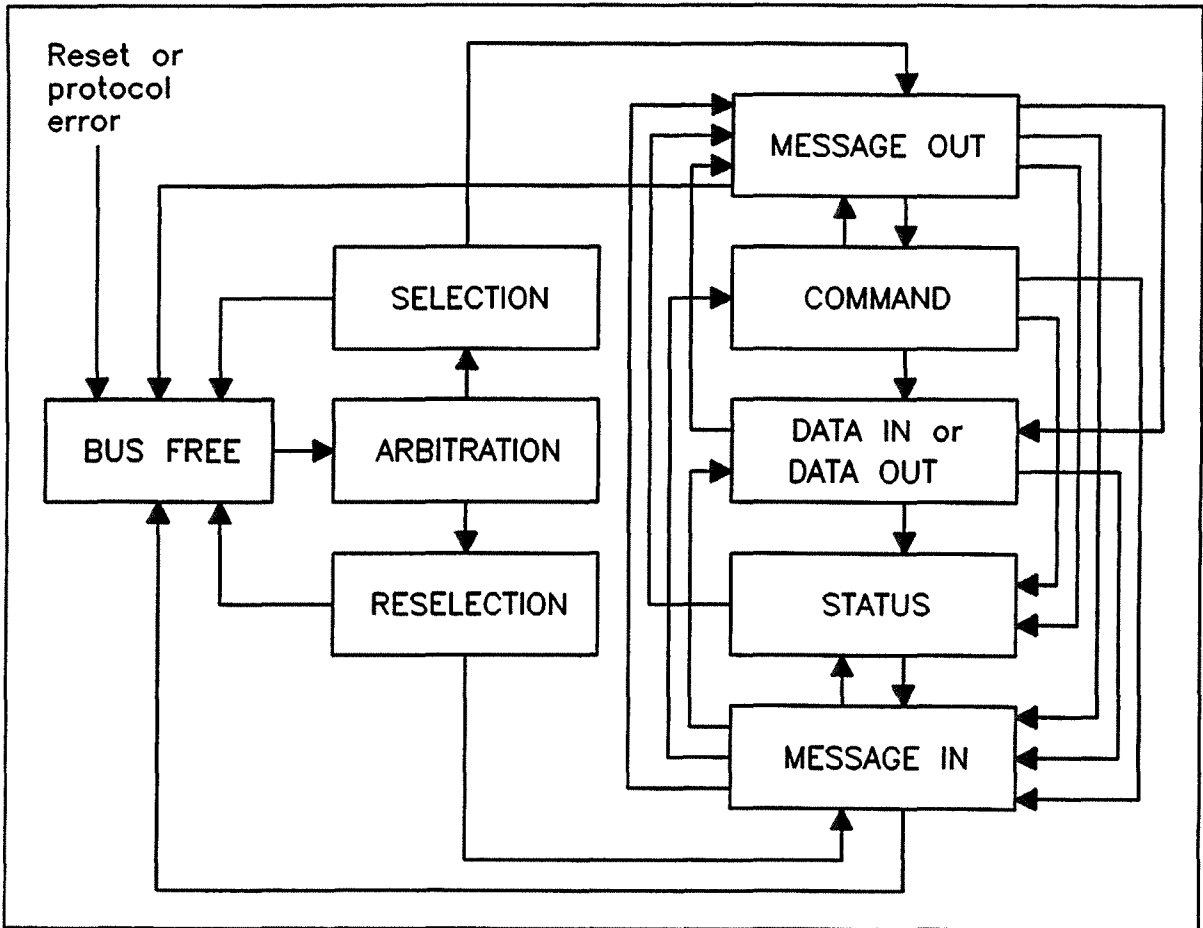 Reset or
protocol
error
MESSAGE OUT
SELECTION
COMMAND
BUS FREE
ARBITRATION
DATA IN or
DATA OUT
RESELECTION
STATUS
MESSAGE IN